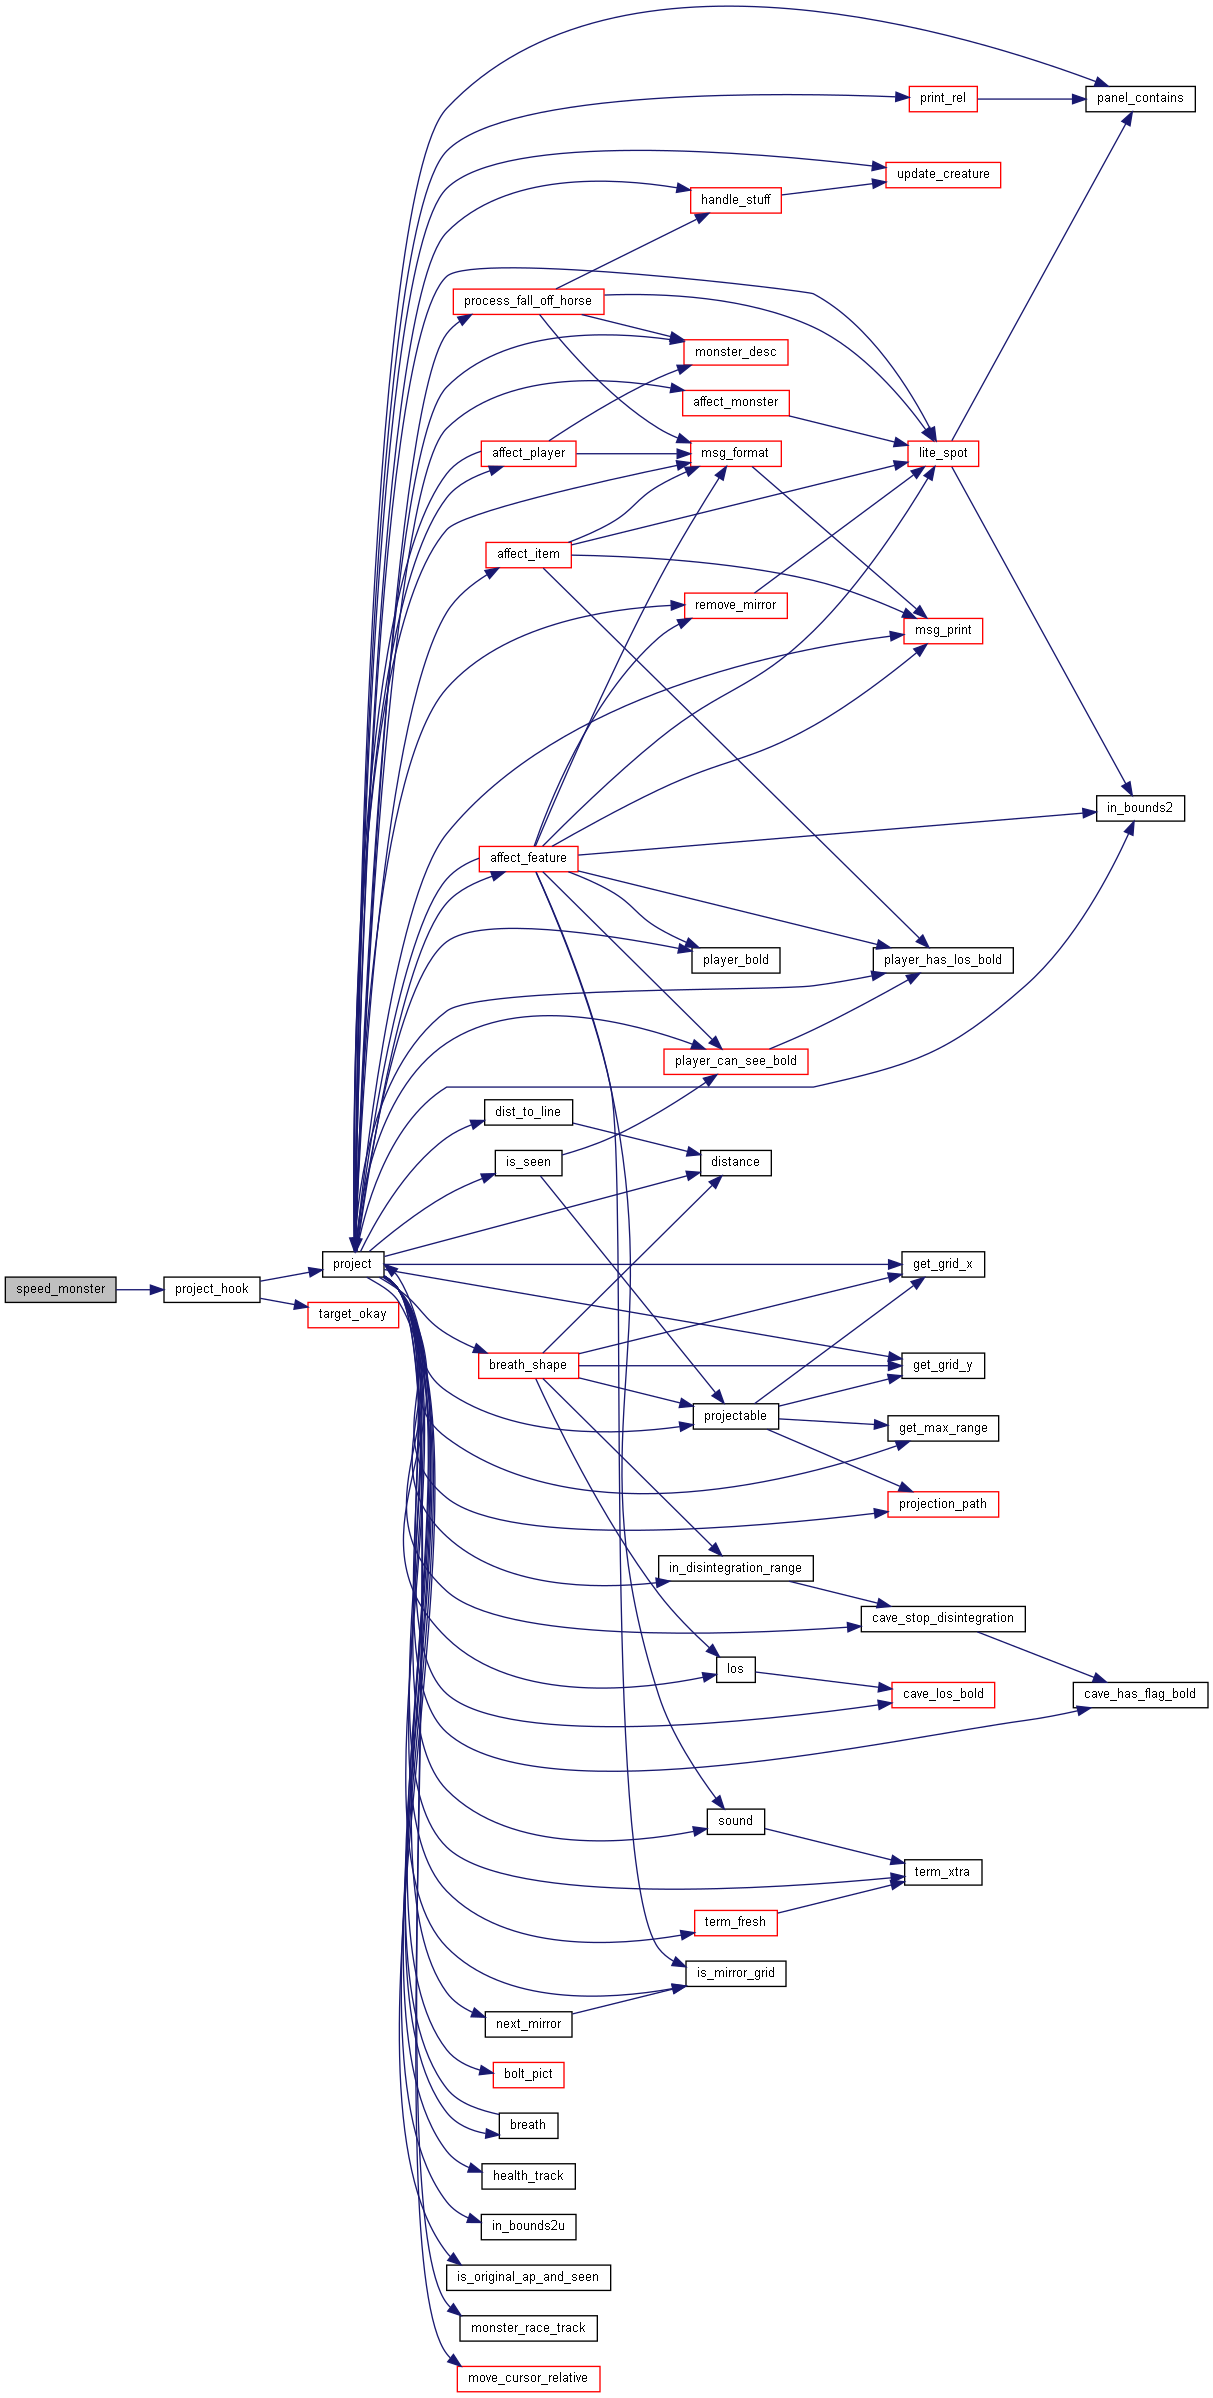 panel_contains
print_rel
update_creature
handle_stuff
process_fall_off_horse
monster_desc
affect_monster
affect_player
msg_format
lite_spot
affect_item
remove_mirror
msg_print
in_bounds2
affect_feature
player_bold
player_has_los_bold
player_can_see_bold
dist_to_line
is_seen
distance
project
get_grid_x
speed_monster
project_hook
target_okay
breath_shape
get_grid_y
projectable
get_max_range
projection_path
in_disintegration_range
cave_stop_disintegration
los
cave_los_bold
cave_has_flag_bold
sound
term_xtra
term_fresh
is_mirror_grid
next_mirror
bolt_pict
breath
health_track
in_bounds2u
is_original_ap_and_seen
monster_race_track
move_cursor_relative